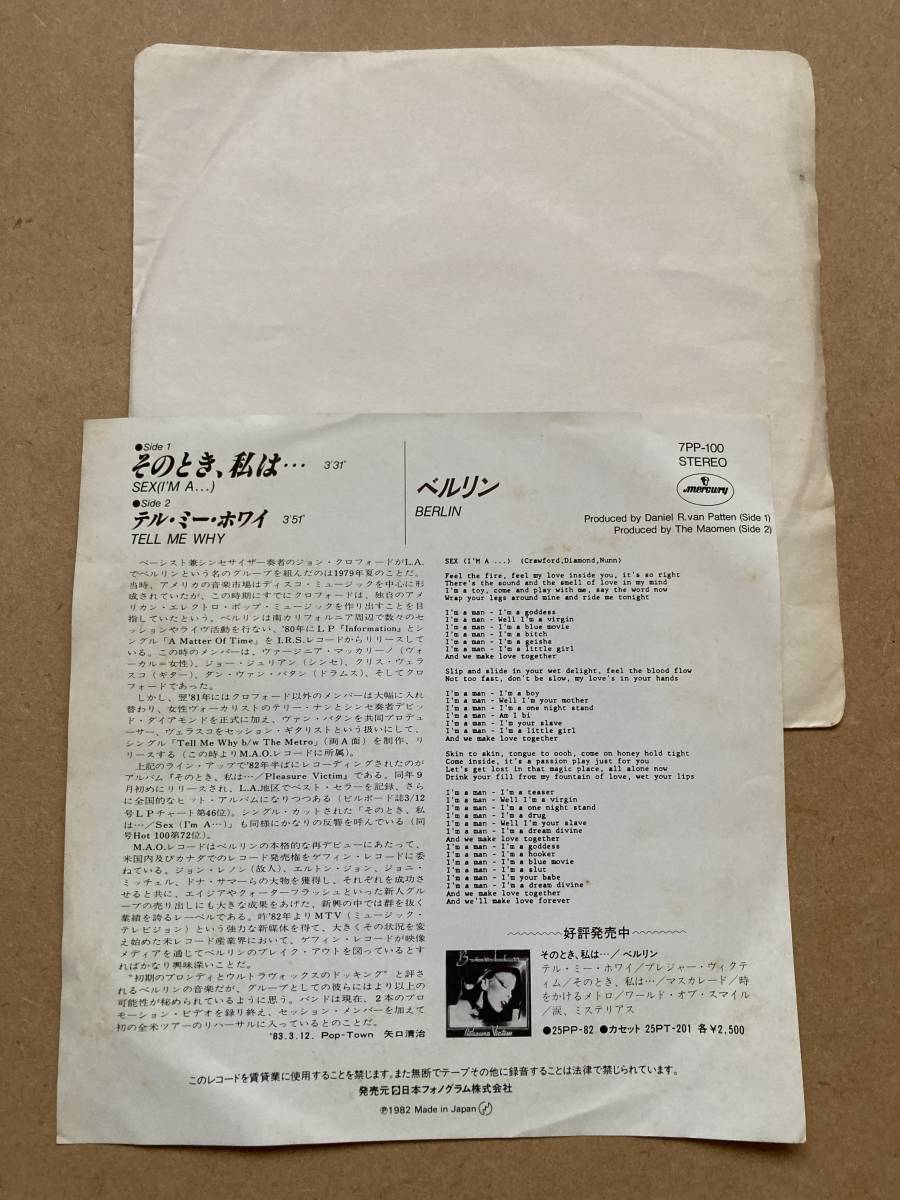 ●Side 1
そのとき、私は… 3'31"
SEX(I'M A...)
●Side 2
テル・ミー・ホワイ 3'51"
TELL ME WHY
ベルリン
BERLIN
7PP-100
STEREO
mercury
Produced by Daniel R.van Patten (Side 1)
Produced by The Maomen (Side 2)
ベーシスト兼シンセサイザー奏者のジョン・クロフォードがL.A.
でベルリンという名のグループを組んだのは1979年夏のことだ。
当時、アメリカの音楽市場はディスコ・ミュージックを中心に形
成されていたが、この時期にすでにクロフォードは、独自のアメ
リカン・エレクトロ・ポップ・ミュージックを作り出すことを目
指していたという。ベルリンは南カリフォルニア周辺で数々のセ
ッションやライヴ活動を行ない、'80年にLP『Information』とシ
ングル「A Matter Of Time」をI.R.S.レコードからリリースして
いる。この時のメンバーは、ヴァージニア・マッカリーノ（ヴォ
ーカル＝女性）、ジョー・ジュリアン（シンセ）、クリス・ヴェラ
スコ（ギター）、ダン・ヴァン・パタン（ドラムス）、そしてクロ
フォードであった。
しかし、翌'81年にはクロフォード以外のメンバーは大幅に入れ
替わり、女性ヴォーカリストのテリー・ナンとシンセ奏者デビッ
ド・ダイアモンドを正式に加え、ヴァン・パタンを共同プロデュ
ーサー、ヴェラスコをセッション・ギタリストという扱いにして、
シングル「Tell Me Why b/w The Metro」（両A面）を制作、リ
リースする（この時よりM.A.O.レコードに所属）。
上記のライン・アップで'82年半ばにレコーディングされたのが
アルバム『そのとき、私は…／Pleasure Victim』である。同年9
月初めにリリースされ、L.A.地区でベスト・セラーを記録、さら
に全国的なヒット・アルバムになりつつある（ビルボード誌3/12
号LPチャート第46位）。シングル・カットされた「そのとき、私
は…／Sex (I'm A…)」も同様にかなりの反響を呼んでいる（同
号Hot 100第72位）。
M.A.O.レコードはベルリンの本格的な再デビューにあたって、
米国内及びカナダでのレコード発売権をゲフィン・レコードに委
ねている。ジョン・レノン（故人）、エルトン・ジョン、ジョニ・
ミッチェル、ドナ・サマーらの大物を獲得し、それぞれを成功さ
せると共に、エイジアやクォーターフラッシュといった新人グル
ープの売り出しにも大きな成果をあげた、新興の中では群を抜く
業績を誇るレーベルである。昨'82年よりMTV（ミュージック・
テレビジョン）という強力な新媒体を得て、大きくその状況を変
え始めた米レコード産業界において、ゲフィン・レコードが映像
メディアを通じてベルリンのブレイク・アウトを図っているとす
ればかなり興味深いことだ。
"初期のブロンディとウルトラヴォックスのドッキング"と評さ
れるベルリンの音楽だが、グループとしての彼らにはより以上の
可能性が秘められているように思う。バンドは現在、2本のプロ
モーション・ビデオを録り終え、セッション・メンバーを加えて
初の全米ツアーのリハーサルに入っているとのことだ。
'83.3.12. Pop-Town 矢口清治
SEX (I'M A ...) (Crawford,Diamond,Nunn)
Feel the fire, feel my love inside you, it's so right
There's the sound and the smell of love in my mind
I'm a toy, come and play with me, say the word now
Wrap your legs around mine and ride me tonight
I'm a man - I'm a goddess
I'm a man - Well I'm a virgin
I'm a man - I'm a blue movie
I'm a man - I'm a bitch
I'm a man - I'm a geisha
I'm a man - I'm a little girl
And we make love together
Slip and slide in your wet delight, feel the blood flow
Not too fast, don't be slow, my love's in your hands
I'm a man - I'm a boy
I'm a man - Well I'm your mother
I'm a man - I'm a one night stand
I'm a man - Am I bi
I'm a man - I'm your slave
I'm a man - I'm a little girl
And we make love together
Skin to skin, tongue to oooh, come on honey hold tight
Come inside, it's a passion play just for you
Let's get lost in that magic place, all alone now
Drink your fill from my fountain of love, wet your lips
I'm a man - I'm a teaser
I'm a man - Well I'm a virgin
I'm a man - I'm a one night stand
I'm a man - I'm a drug
I'm a man - Well I'm your slave
I'm a man - I'm a dream divine
And we make love together
I'm a man - I'm a goddess
I'm a man - I'm a hooker
I'm a man - I'm a blue movie
I'm a man - I'm a slut
I'm a man - I'm your babe
I'm a man - I'm a dream divine
And we make love together
And we'll make love forever
好評発売中
Berlin
Pleasure Victim
そのとき、私は…／ベルリン
テル・ミー・ホワイ／プレジャー・ヴィクテ
ィム／そのとき、私は…／マスカレード／時
をかけるメトロ／ワールド・オブ・スマイル
／涙、ミステリアス
●25PP-82 ●カセット 25PT-201 各¥2,500
このレコードを賃貸業に使用することを禁じます。また無断でテープその他に録音することは法律で禁じられています。
発売元 日本フォノグラム株式会社
℗1982 Made in Japan